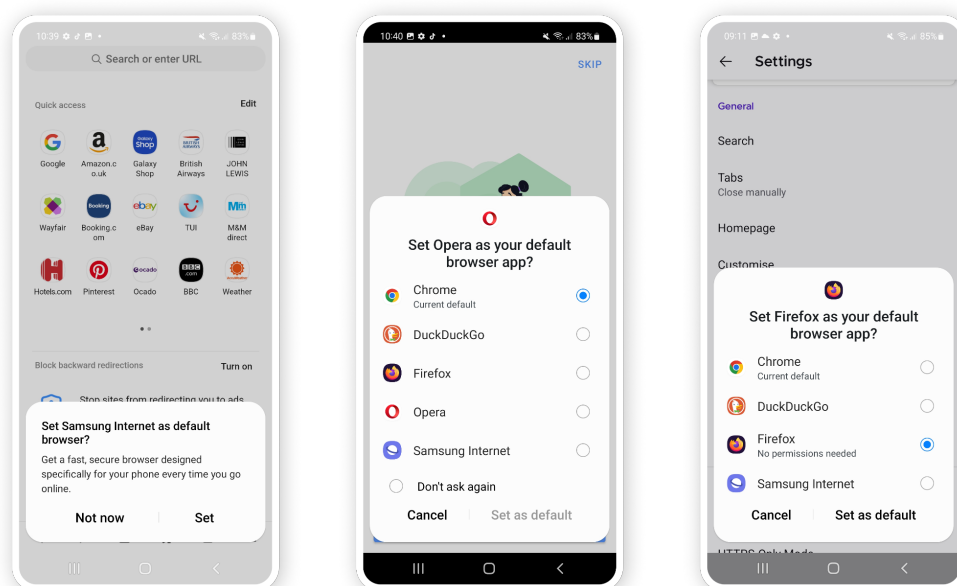 10:39 83%
Search or enter URL
Quick access Edit
Google Amazon.c Galaxy British JOHN
o.uk Shop Airways LEWIS
Wayfair Booking.c eBay TUI M&M
om direct
Hotels.com Pinterest Ocado BBC Weather
Block backward redirections Turn on
Stop sites from redirecting you to ads
Set Samsung Internet as default
browser?
Get a fast, secure browser designed
specifically for your phone every time you go
online.
Not now Set
10:40 83%
SKIP
Set Opera as your default
browser app?
Chrome
Current default
DuckDuckGo
Firefox
Opera
Samsung Internet
Don't ask again
Cancel Set as default
09:11 85%
Settings
General
Search
Tabs
Close manually
Homepage
Customise
Set Firefox as your default
browser app?
Chrome
Current default
DuckDuckGo
Firefox
No permissions needed
Samsung Internet
Cancel Set as default
HTTPS-Only Mode